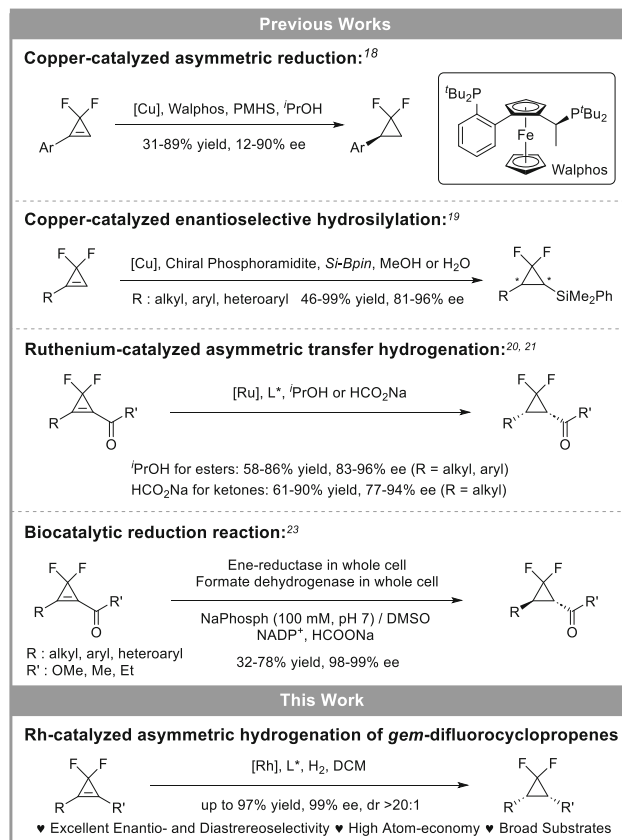 Previous Works
Copper-catalyzed asymmetric reduction:18
F F
Ar
[Cu], Walphos, PMHS, iPrOH
31-89% yield, 12-90% ee
F F
Ar
tBu2P
PtBu2
Fe
Walphos
Copper-catalyzed enantioselective hydrosilylation:19
F F
R
[Cu], Chiral Phosphoramidite, Si-Bpin, MeOH or H2O
R : alkyl, aryl, heteroaryl 46-99% yield, 81-96% ee
F F
* *
R SiMe2Ph
Ruthenium-catalyzed asymmetric transfer hydrogenation:20, 21
F F
R R'
O
[Ru], L*, iPrOH or HCO2Na
F F
R R'
O
iPrOH for esters: 58-86% yield, 83-96% ee (R = alkyl, aryl)
HCO2Na for ketones: 61-90% yield, 77-94% ee (R = alkyl)
Biocatalytic reduction reaction:23
F F
R R'
O
Ene-reductase in whole cell
Formate dehydrogenase in whole cell
NaPhosph (100 mM, pH 7) / DMSO
NADP+, HCOONa
32-78% yield, 98-99% ee
F F
R R'
O
R : alkyl, aryl, heteroaryl
R' : OMe, Me, Et
This Work
Rh-catalyzed asymmetric hydrogenation of gem-difluorocyclopropenes
F F
R R'
[Rh], L*, H2, DCM
up to 97% yield, 99% ee, dr >20:1
F F
R R'
♥ Excellent Enantio- and Diastrereoselectivity ♥ High Atom-economy ♥ Broad Substrates